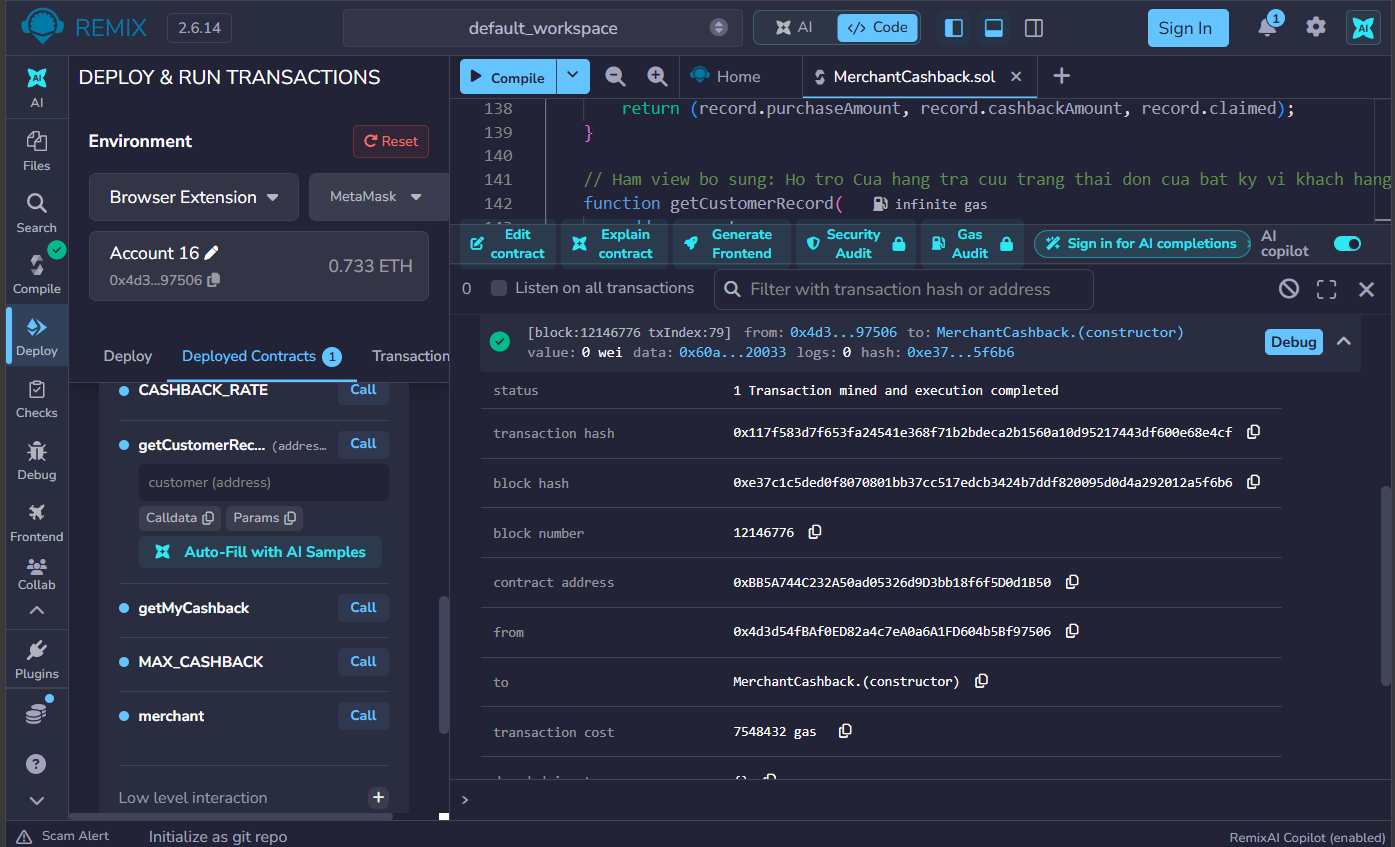 REMIX
2.6.14
default_workspace
AI
Code
Sign In
1
AI
AI
AI
Files
Search
Compile
Deploy
Checks
Debug
Frontend
Collab
Plugins
DEPLOY & RUN TRANSACTIONS
Environment
Reset
Browser Extension
MetaMask
Account 16
0x4d3...97506
0.733 ETH
Deploy
Deployed Contracts 1
Transaction
CASHBACK_RATE
Call
getCustomerRec... (addres...
Call
customer (address)
Calldata
Params
Auto-Fill with AI Samples
getMyCashback
Call
MAX_CASHBACK
Call
merchant
Call
Low level interaction
Compile
Home
MerchantCashback.sol
138 return (record.purchaseAmount, record.cashbackAmount, record.claimed);
139 }
140
141 // Ham view bo sung: Ho tro Cua hang tra cuu trang thai don cua bat ky vi khach hang
142 function getCustomerRecord( infinite gas
Edit contract
Explain contract
Generate Frontend
Security Audit
Gas Audit
Sign in for AI completions
AI copilot
0
Listen on all transactions
Filter with transaction hash or address
[block:12146776 txIndex:79] from: 0x4d3...97506 to: MerchantCashback.(constructor)
value: 0 wei data: 0x60a...20033 logs: 0 hash: 0xe37...5f6b6
Debug
status 1 Transaction mined and execution completed
transaction hash 0x117f583d7f653fa24541e368f71b2bdeca2b1560a10d95217443df600e68e4cf
block hash 0xe37c1c5ded0f8070801bb37cc517edcb3424b7ddf820095d0d4a292012a5f6b6
block number 12146776
contract address 0xBB5A744C232A50ad05326d9D3bb18f6f5D0d1B50
from 0x4d3d54fBAf0ED82a4c7eA0a6A1FD604b5Bf97506
to MerchantCashback.(constructor)
transaction cost 7548432 gas
>
Scam Alert
Initialize as git repo
RemixAI Copilot (enabled)